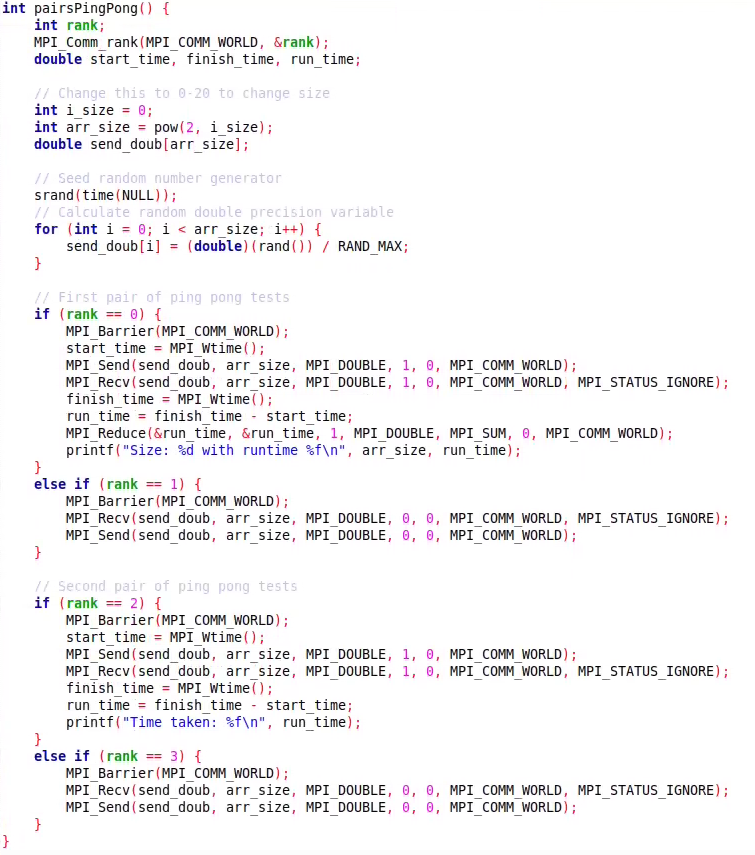 int pairsPingPong() {
    int rank;
    MPI_Comm_rank(MPI_COMM_WORLD, &rank);
    double start_time, finish_time, run_time;

    // Change this to 0-20 to change size
    int i_size = 0;
    int arr_size = pow(2, i_size);
    double send_doub[arr_size];

    // Seed random number generator
    srand(time(NULL));
    // Calculate random double precision variable
    for (int i = 0; i < arr_size; i++) {
        send_doub[i] = (double)(rand()) / RAND_MAX;
    }

    // First pair of ping pong tests
    if (rank == 0) {
        MPI_Barrier(MPI_COMM_WORLD);
        start_time = MPI_Wtime();
        MPI_Send(send_doub, arr_size, MPI_DOUBLE, 1, 0, MPI_COMM_WORLD);
        MPI_Recv(send_doub, arr_size, MPI_DOUBLE, 1, 0, MPI_COMM_WORLD, MPI_STATUS_IGNORE);
        finish_time = MPI_Wtime();
        run_time = finish_time - start_time;
        MPI_Reduce(&run_time, &run_time, 1, MPI_DOUBLE, MPI_SUM, 0, MPI_COMM_WORLD);
        printf("Size: %d with runtime %f\n", arr_size, run_time);
    }
    else if (rank == 1) {
        MPI_Barrier(MPI_COMM_WORLD);
        MPI_Recv(send_doub, arr_size, MPI_DOUBLE, 0, 0, MPI_COMM_WORLD, MPI_STATUS_IGNORE);
        MPI_Send(send_doub, arr_size, MPI_DOUBLE, 0, 0, MPI_COMM_WORLD);
    }

    // Second pair of ping pong tests
    if (rank == 2) {
        MPI_Barrier(MPI_COMM_WORLD);
        start_time = MPI_Wtime();
        MPI_Send(send_doub, arr_size, MPI_DOUBLE, 1, 0, MPI_COMM_WORLD);
        MPI_Recv(send_doub, arr_size, MPI_DOUBLE, 1, 0, MPI_COMM_WORLD, MPI_STATUS_IGNORE);
        finish_time = MPI_Wtime();
        run_time = finish_time - start_time;
        printf("Time taken: %f\n", run_time);
    }
    else if (rank == 3) {
        MPI_Barrier(MPI_COMM_WORLD);
        MPI_Recv(send_doub, arr_size, MPI_DOUBLE, 0, 0, MPI_COMM_WORLD, MPI_STATUS_IGNORE);
        MPI_Send(send_doub, arr_size, MPI_DOUBLE, 0, 0, MPI_COMM_WORLD);
    }
}